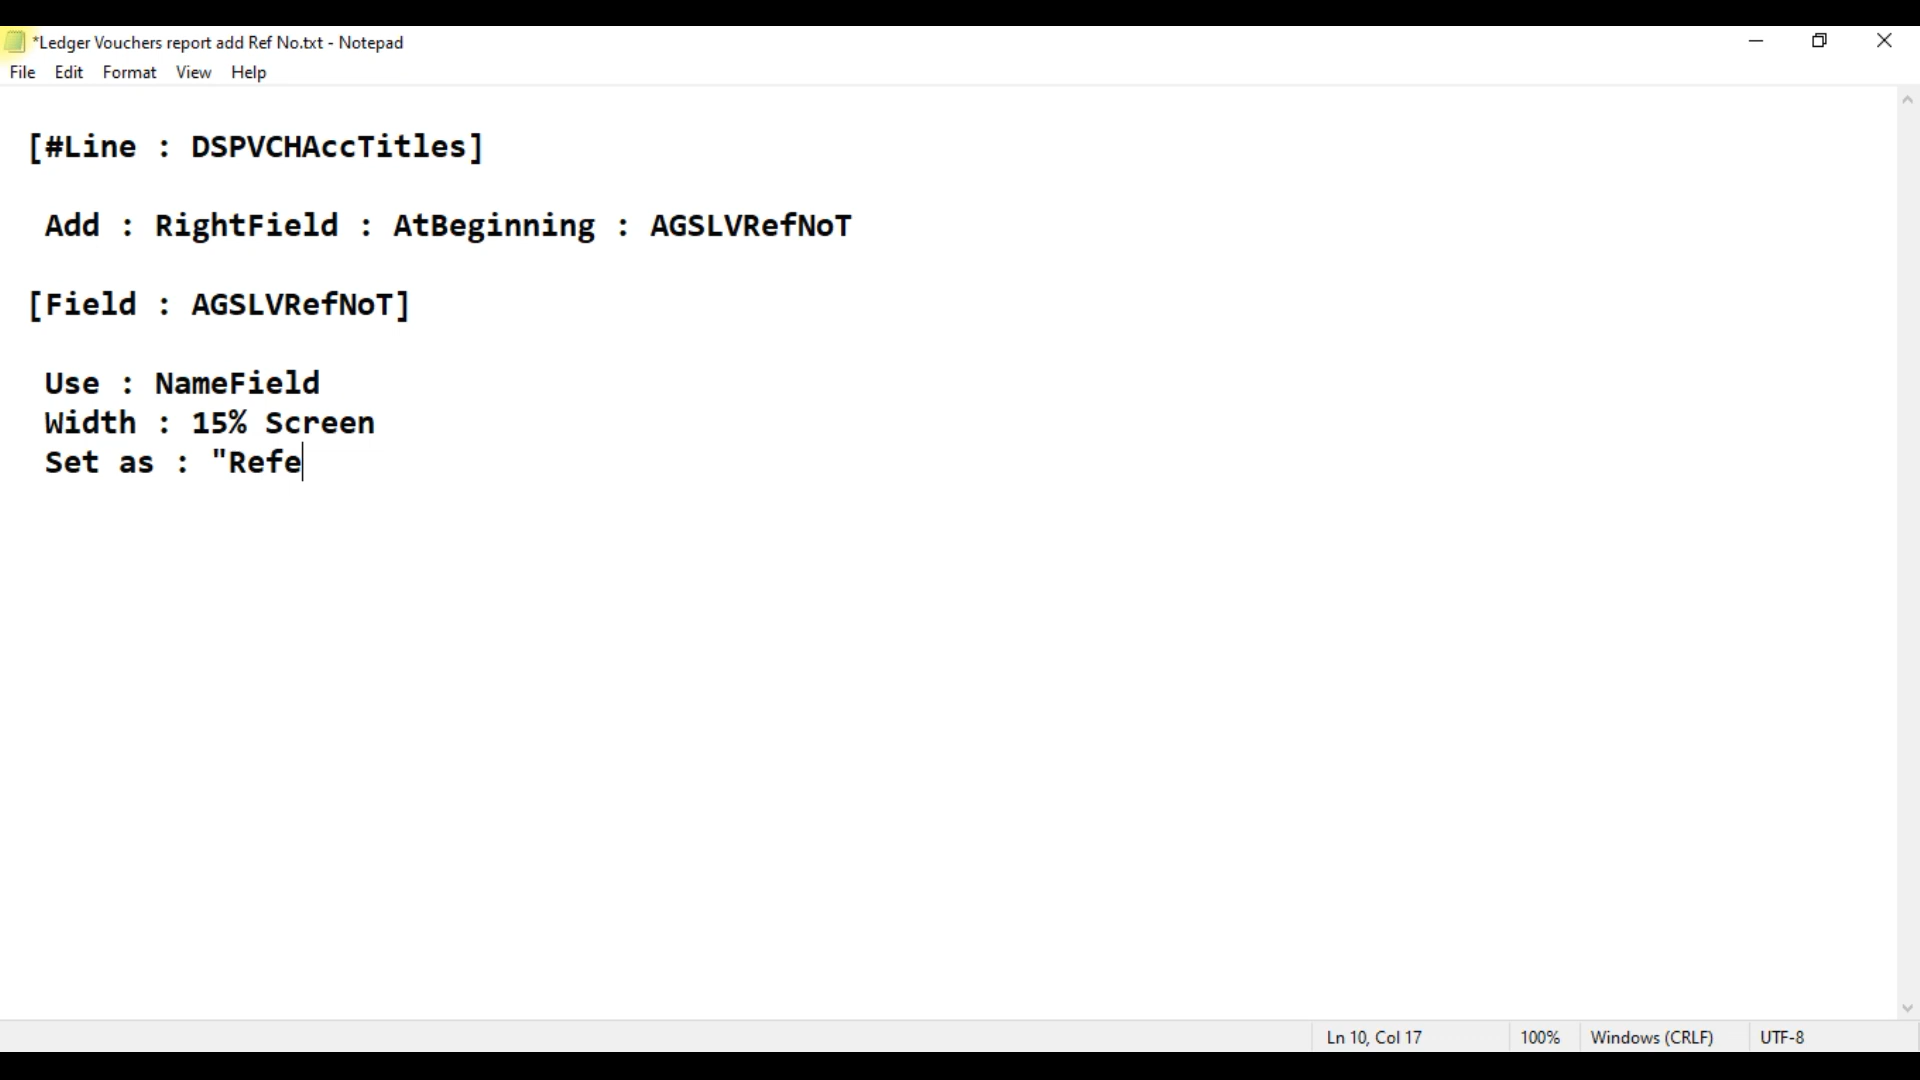 *Ledger Vouchers report add Ref No.txt - Notepad
File Edit Format View Help
[#Line : DSPVCHAccTitles]
Add : RightField : AtBeginning : AGSLVRefNoT
[Field : AGSLVRefNoT]
Use : NameField
Width : 15% Screen
Set as : "Refe
Ln 10, Col 17 100% Windows (CRLF) UTF-8